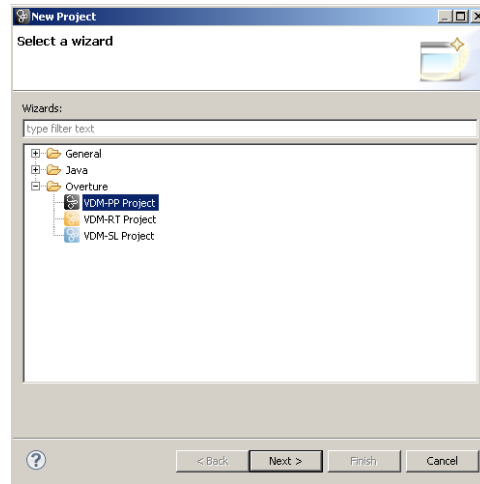 New Project
Select a wizard
Wizards:
type filter text
General
Java
Overture
VDM-PP Project
VDM-RT Project
VDM-SL Project
< Back
Next >
Finish
Cancel